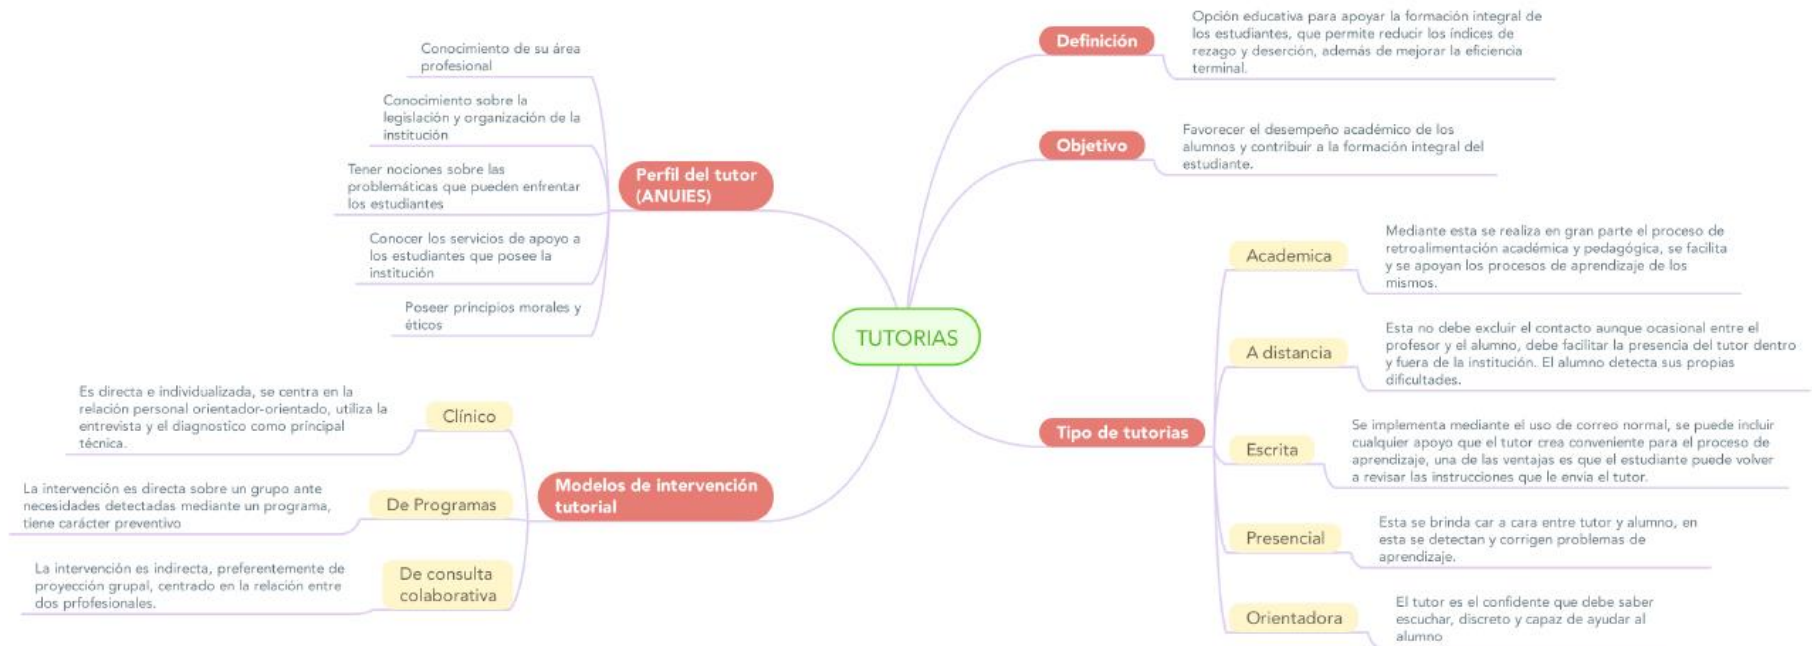 TUTORIAS
Definición
Opción educativa para apoyar la formación integral de
los estudiantes, que permite reducir los índices de
rezago y deserción, además de mejorar la eficiencia
terminal.
Objetivo
Favorecer el desempeño académico de los
alumnos y contribuir a la formación integral del
estudiante.
Tipo de tutorias
Academica
Mediante esta se realiza en gran parte el proceso de
retroalimentación académica y pedagógica, se facilita
y se apoyan los procesos de aprendizaje de los
mismos.
A distancia
Esta no debe excluir el contacto aunque ocasional entre el
profesor y el alumno, debe facilitar la presencia del tutor dentro
y fuera de la institución. El alumno detecta sus propias
dificultades.
Escrita
Se implementa mediante el uso de correo normal, se puede incluir
cualquier apoyo que el tutor crea conveniente para el proceso de
aprendizaje, una de las ventajas es que el estudiante puede volver
a revisar las instrucciones que le envia el tutor.
Presencial
Esta se brinda car a cara entre tutor y alumno, en
esta se detectan y corrigen problemas de
aprendizaje.
Orientadora
El tutor es el confidente que debe saber
escuchar, discreto y capaz de ayudar al
alumno
Perfil del tutor
(ANUIES)
Conocimiento de su área
profesional
Conocimiento sobre la
legislación y organización de la
institución
Tener nociones sobre las
problemáticas que pueden enfrentar
los estudiantes
Conocer los servicios de apoyo a
los estudiantes que posee la
institución
Poseer principios morales y
éticos
Modelos de intervención
tutorial
Clínico
Es directa e individualizada, se centra en la
relación personal orientador-orientado, utiliza la
entrevista y el diagnostico como principal
técnica.
De Programas
La intervención es directa sobre un grupo ante
necesidades detectadas mediante un programa,
tiene carácter preventivo
De consulta
colaborativa
La intervención es indirecta, preferentemente de
proyección grupal, centrado en la relación entre
dos prfofesionales.